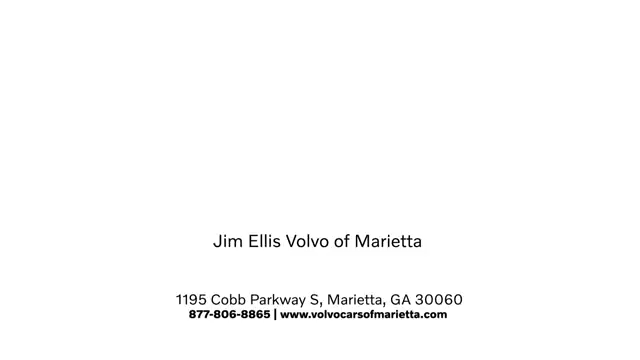 Jim Ellis Volvo of Marietta
1195 Cobb Parkway S, Marietta, GA 30060
877-806-8865 | www.volvocarsofmarietta.com